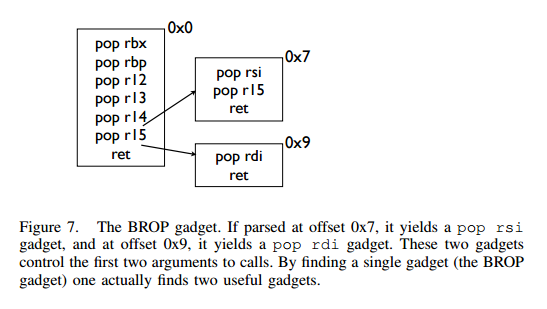 0x0
pop rbx
pop rbp
pop r12
pop r13
pop r14
pop r15
ret
0x7
pop rsi
pop r15
ret
0x9
pop rdi
ret
Figure 7. The BROP gadget. If parsed at offset 0x7, it yields a pop rsi
gadget, and at offset 0x9, it yields a pop rdi gadget. These two gadgets
control the first two arguments to calls. By finding a single gadget (the BROP
gadget) one actually finds two useful gadgets.